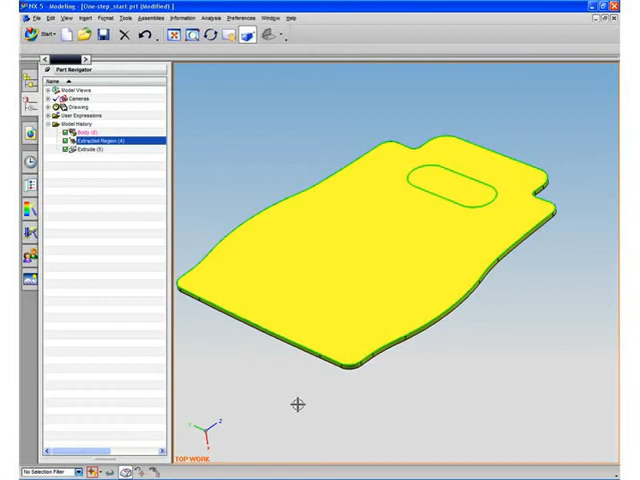 NX 5 - Modeling - [One-step_start.prt (Modified) ]
File Edit View Insert Format Tools Assemblies Information Analysis Preferences Window Help
Start
Part Navigator
Name
Model Views
Cameras
Drawing
User Expressions
Model History
Body (0)
Extracted Region (4)
Extrude (5)
Z
Y
X
TOP WORK
No Selection Filter